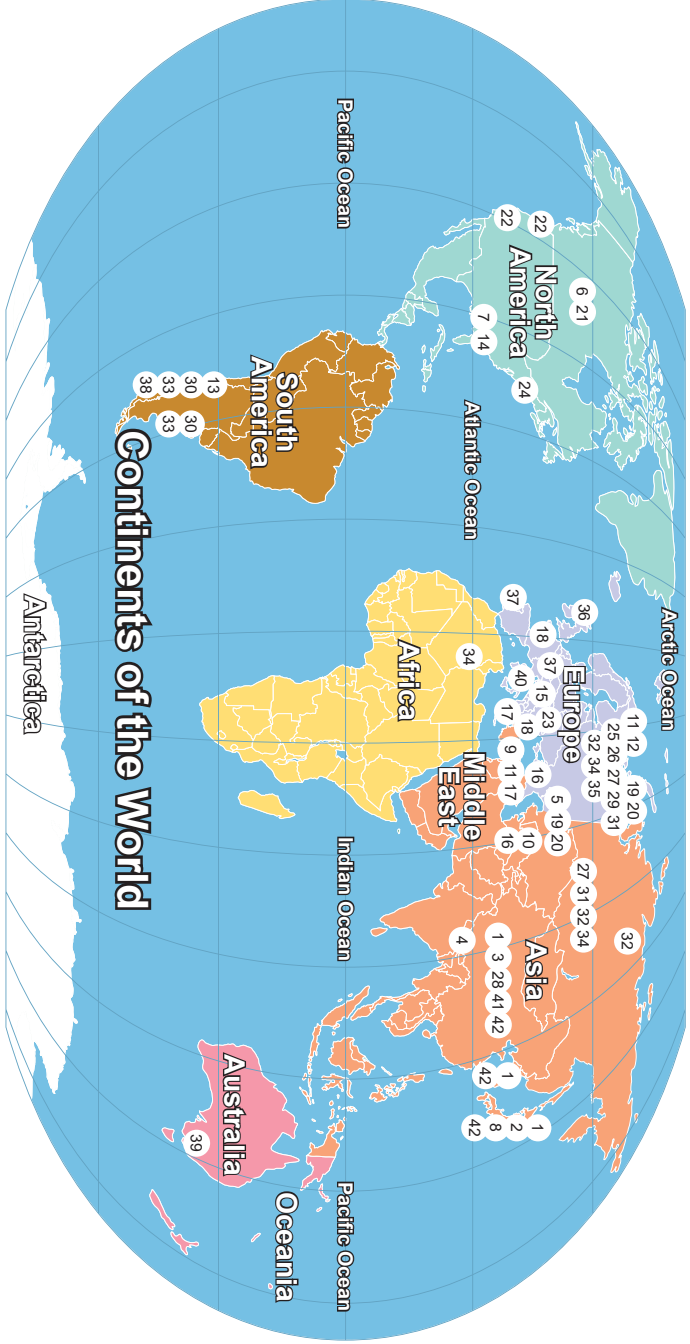 Arctic Ocean
11 12
19 20
25 26 27 29 31
32 34 35
32
36
Europe
6 21
27 31 32 34
22
North
America
18
37
15
23
5 19 20
16
37
40
18
10
24
22
17
9 11 17
16
Asia
1 3 28 41 42
7 14
1
42
1
2
8
42
Atlantic Ocean
34
Middle
East
4
Africa
Pacific Ocean
Indian Ocean
Pacific Ocean
South
America
Oceania
Australia
39
13
30
33
38
30
33
Continents of the World
Antarctica